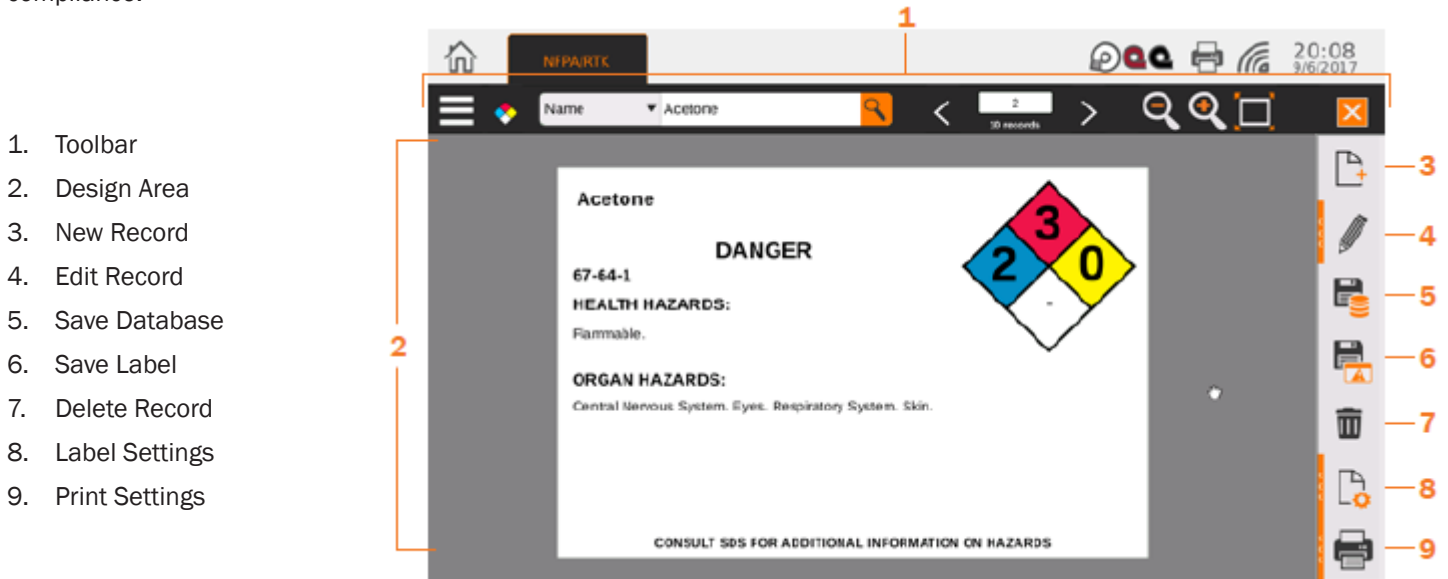 compliance.
1. Toolbar
2. Design Area
3. New Record
4. Edit Record
5. Save Database
6. Save Label
7. Delete Record
8. Label Settings
9. Print Settings
1
NFPA/RTK
20:08
9/6/2017
Name
Acetone
2
10 records
2
Acetone
DANGER
67-64-1
HEALTH HAZARDS:
Flammable.
ORGAN HAZARDS:
Central Nervous System. Eyes. Respiratory System. Skin.
CONSULT SDS FOR ADDITIONAL INFORMATION ON HAZARDS
3
2
0
-
3
4
5
6
7
8
9